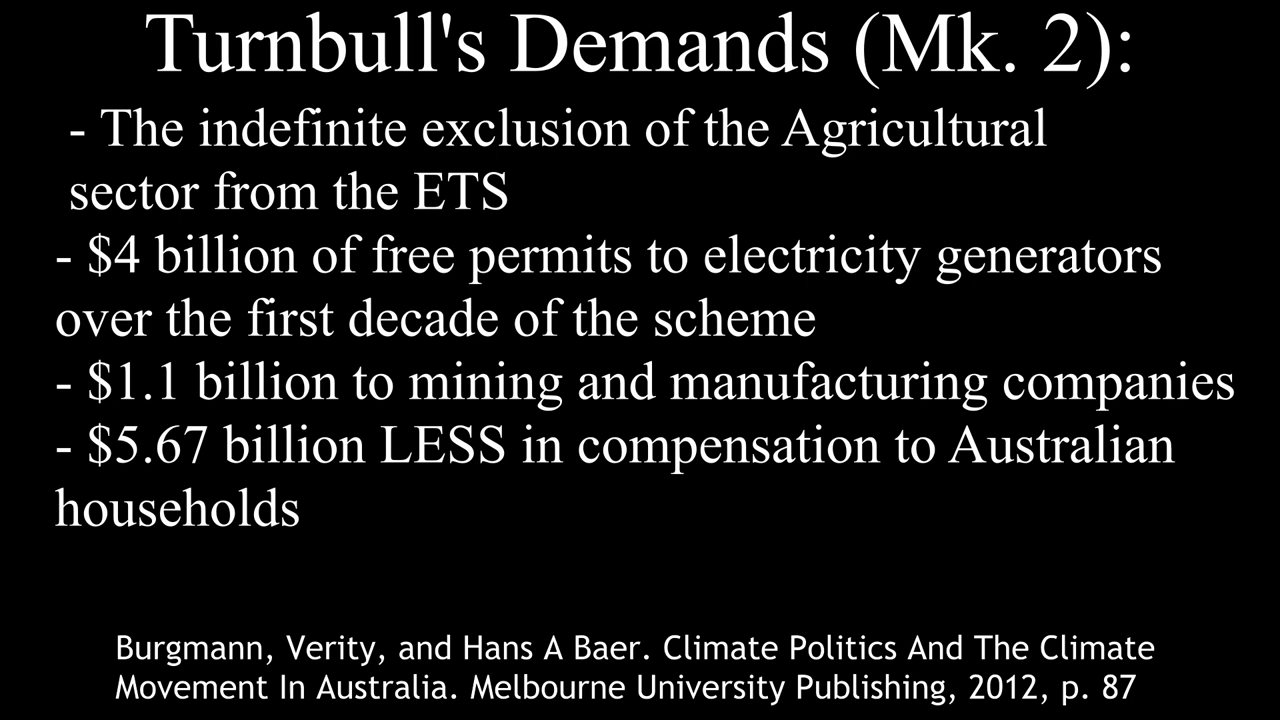 Turnbull's Demands (Mk. 2):
- The indefinite exclusion of the Agricultural
sector from the ETS
- $4 billion of free permits to electricity generators
over the first decade of the scheme
- $1.1 billion to mining and manufacturing companies
- $5.67 billion LESS in compensation to Australian
households
Burgmann, Verity, and Hans A Baer. Climate Politics And The Climate
Movement In Australia. Melbourne University Publishing, 2012, p. 87